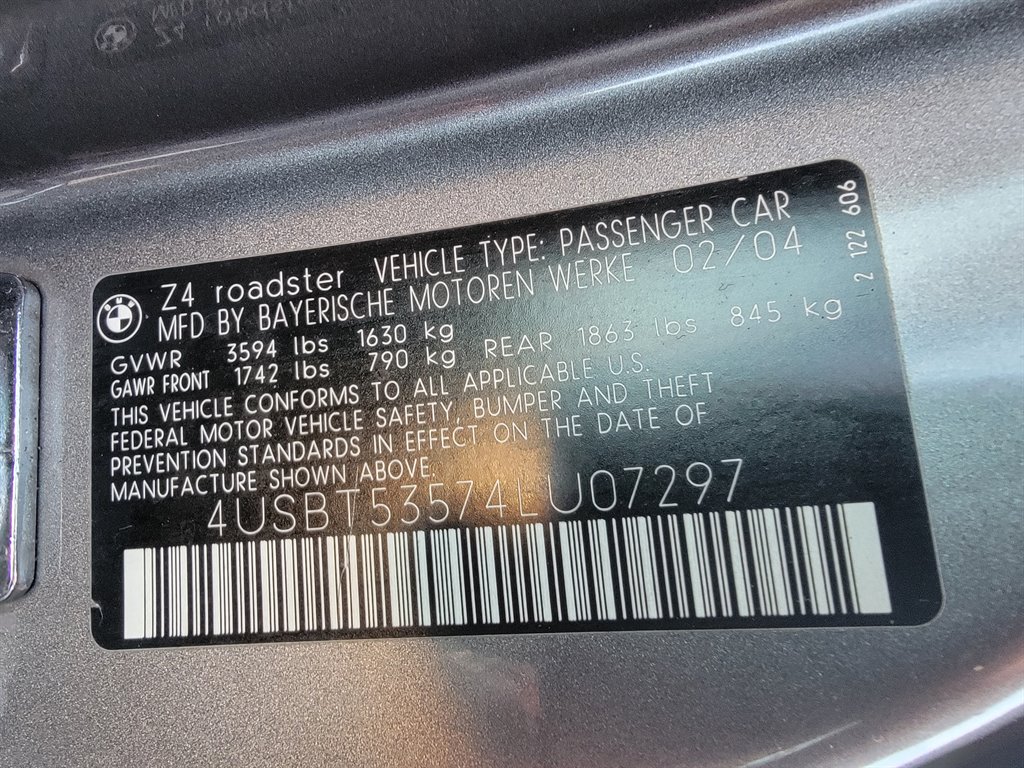 Z4 roadster VEHICLE TYPE: PASSENGER CAR
MFD BY BAYERISCHE MOTOREN WERKE 02/04
GVWR 3594 lbs 1630 kg
GAWR FRONT 1742 lbs 790 kg REAR 1863 lbs 845 kg
THIS VEHICLE CONFORMS TO ALL APPLICABLE U.S.
FEDERAL MOTOR VEHICLE SAFETY, BUMPER AND THEFT
PREVENTION STANDARDS IN EFFECT ON THE DATE OF
MANUFACTURE SHOWN ABOVE.
4USBT53574LU07297
2 122 606